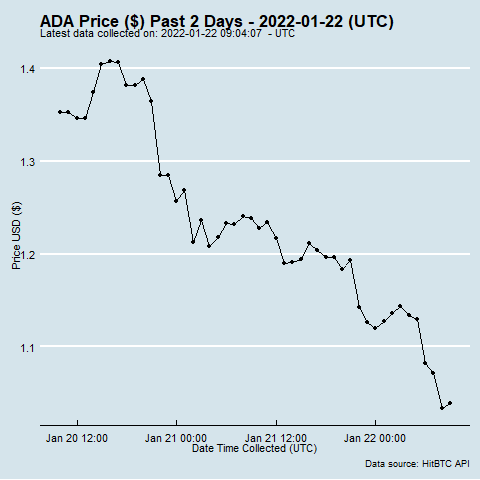 ADA Price ($) Past 2 Days - 2022-01-22 (UTC)
Latest data collected on: 2022-01-22 09:04:07 - UTC
1.4
1.3
1.2
1.1
Price USD ($)
Jan 20 12:00 Jan 21 00:00 Jan 21 12:00 Jan 22 00:00
Date Time Collected (UTC)
Data source: HitBTC API